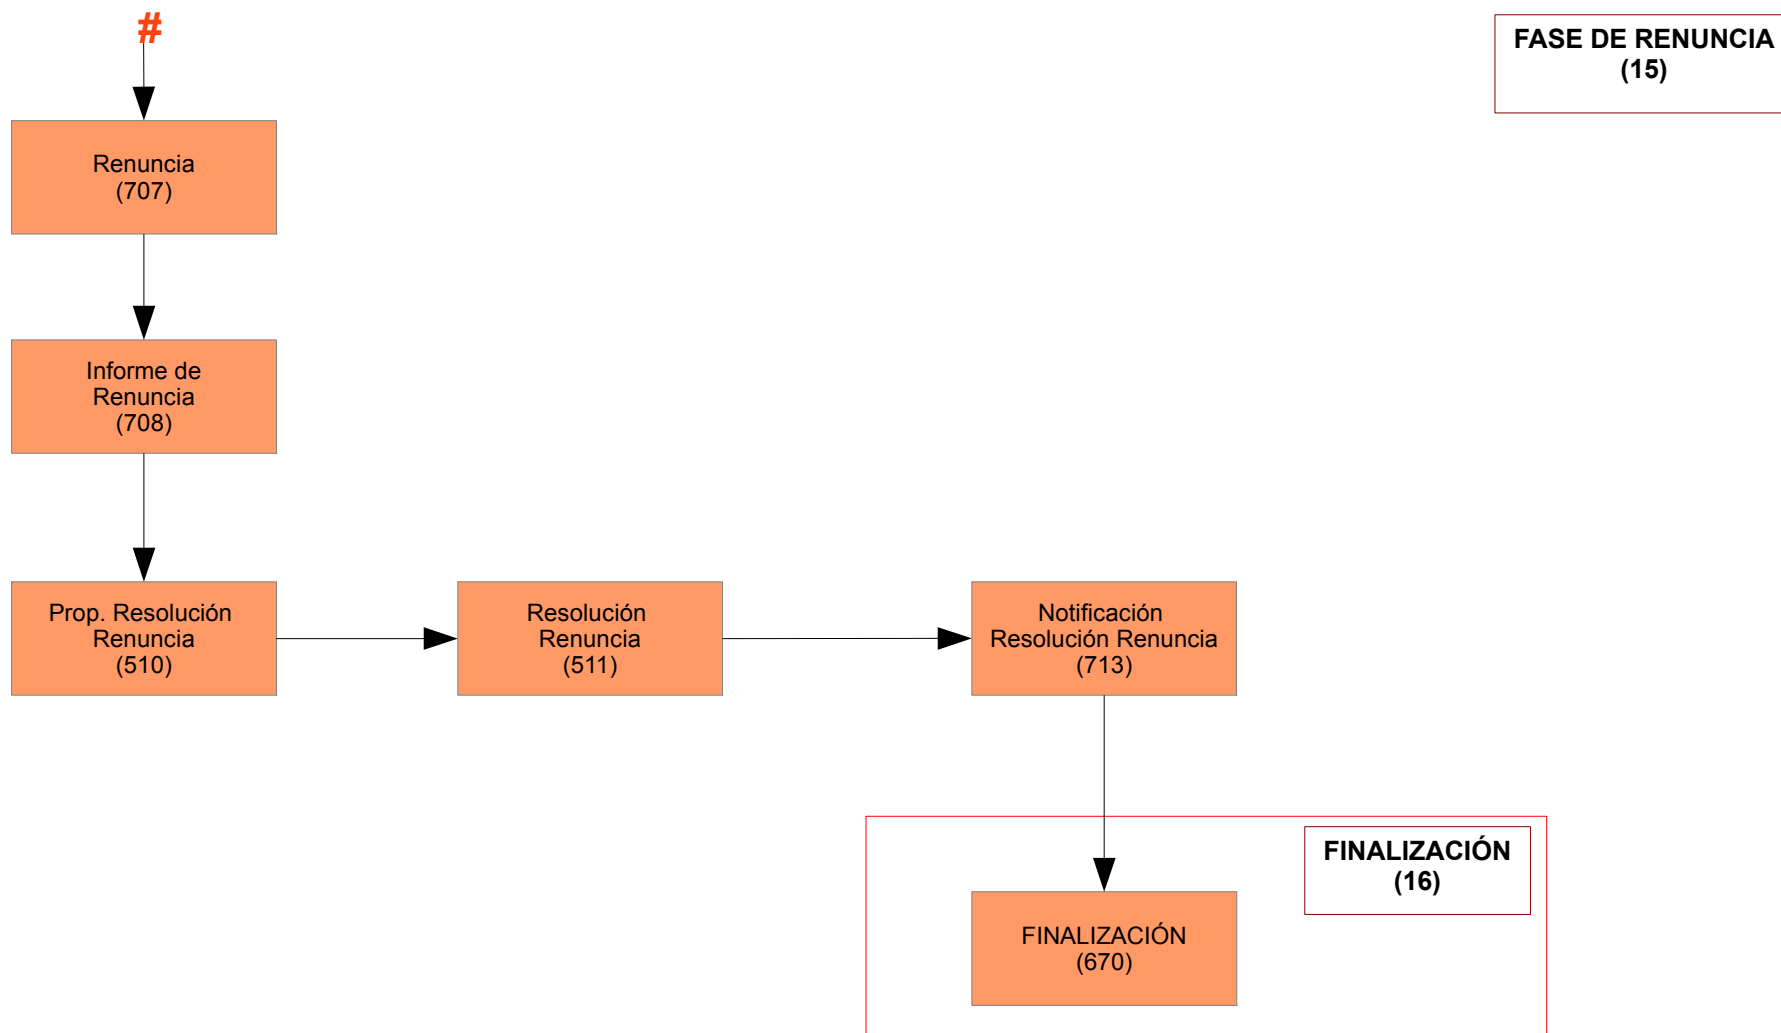 #
FASE DE RENUNCIA
(15)
Renuncia
(707)
Informe de
Renuncia
(708)
Prop. Resolución
Renuncia
(510)
Resolución
Renuncia
(511)
Notificación
Resolución Renuncia
(713)
FINALIZACIÓN
(16)
FINALIZACIÓN
(670)